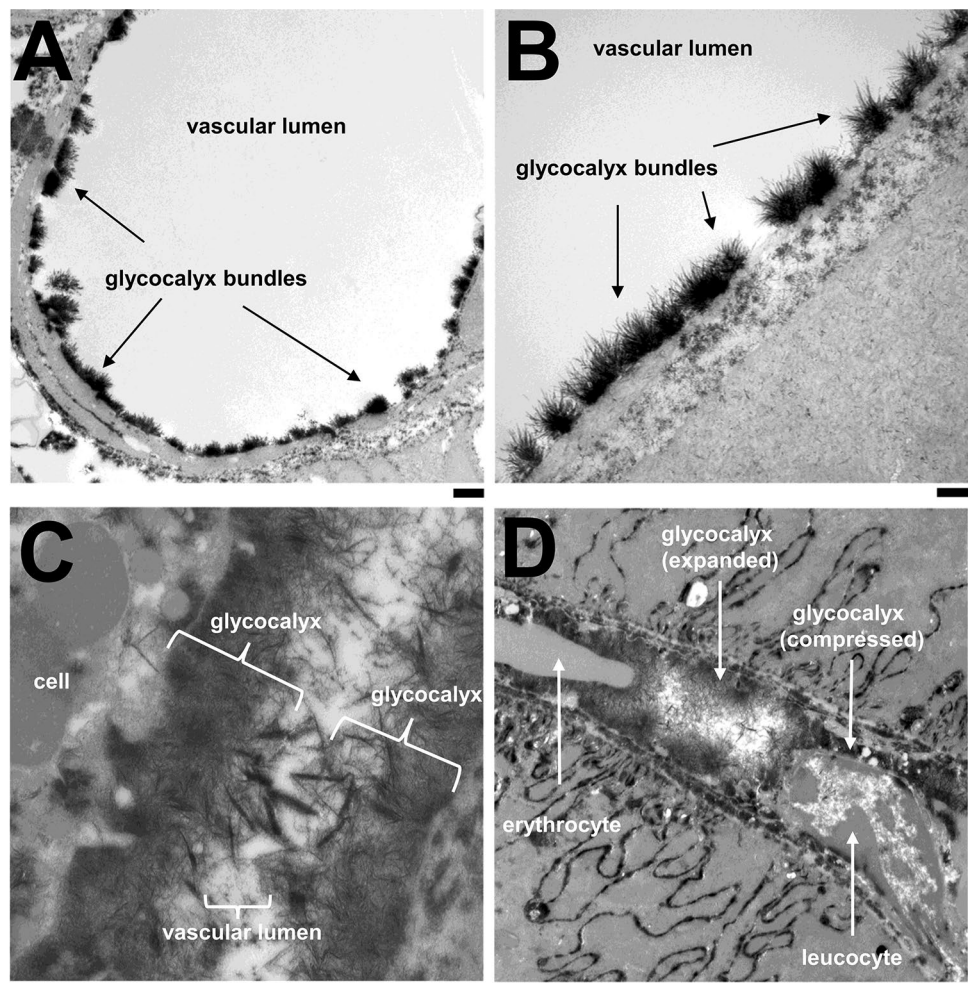 A
vascular lumen
glycocalyx bundles
B
vascular lumen
glycocalyx bundles
C
glycocalyx
glycocalyx
cell
vascular lumen
D
glycocalyx
(expanded)
glycocalyx
(compressed)
erythrocyte
leucocyte